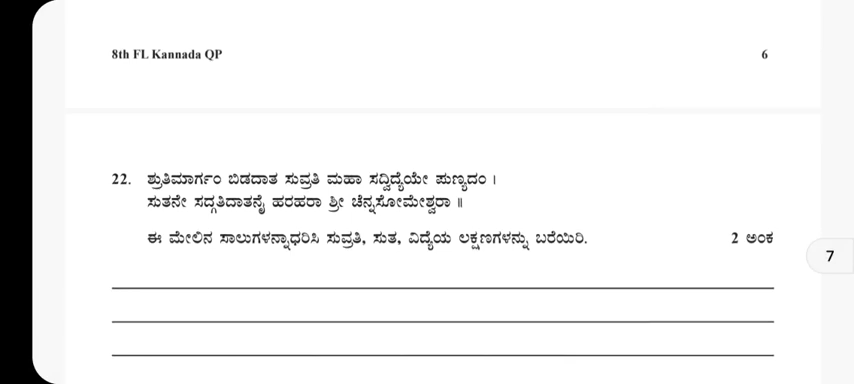 8th FL Kannada QP 6
22. ಶ್ರುತಿಮಾರ್ಗಂ ಬಿಡದಾತ ಸುವ್ರತಿ ಮಹಾ ಸದ್ವಿದ್ಯೆಯೇ ಪುಣ್ಯದಂ ।
ಸುತನೇ ಸದ್ಗತಿದಾತನೈ ಹರಹರಾ ಶ್ರೀ ಚೆನ್ನಸೋಮೇಶ್ವರಾ ॥
ಈ ಮೇಲಿನ ಸಾಲುಗಳನ್ನಾಧರಿಸಿ ಸುವ್ರತಿ, ಸುತ, ವಿದ್ಯೆಯ ಲಕ್ಷಣಗಳನ್ನು ಬರೆಯಿರಿ. 2 ಅಂಕ
7